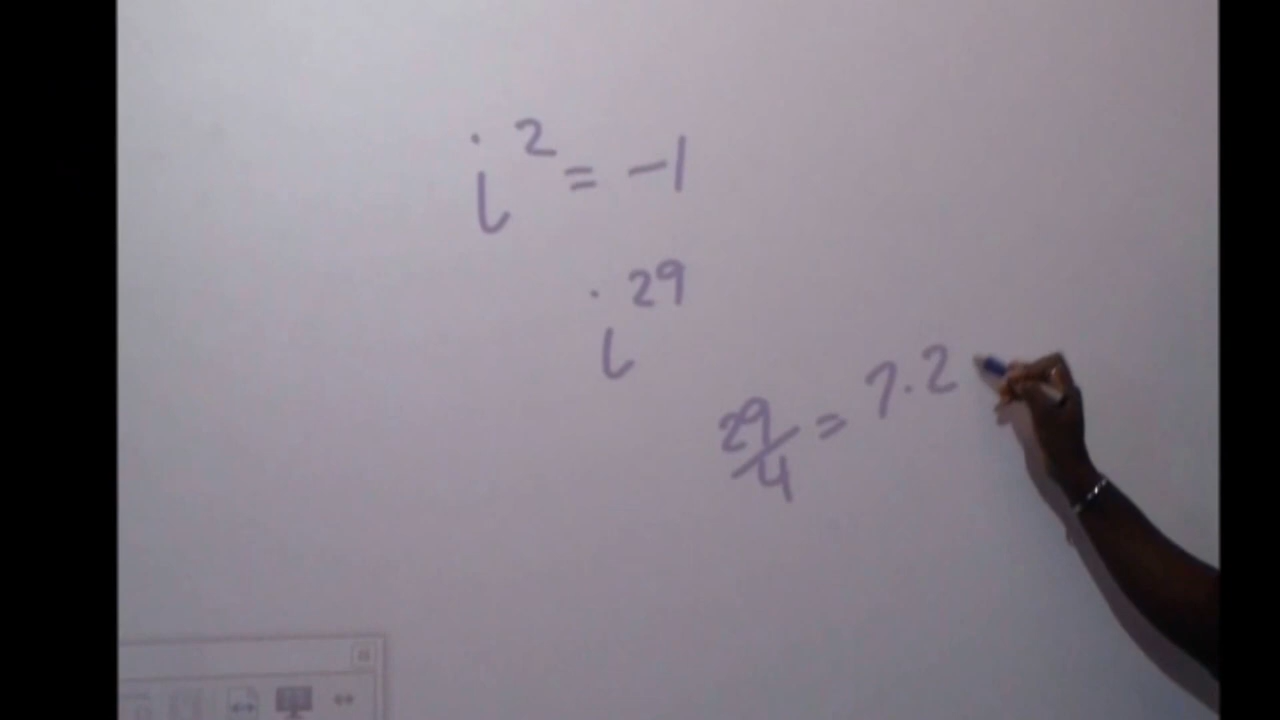 i² = -1
i²⁹
29/4 = 7.2